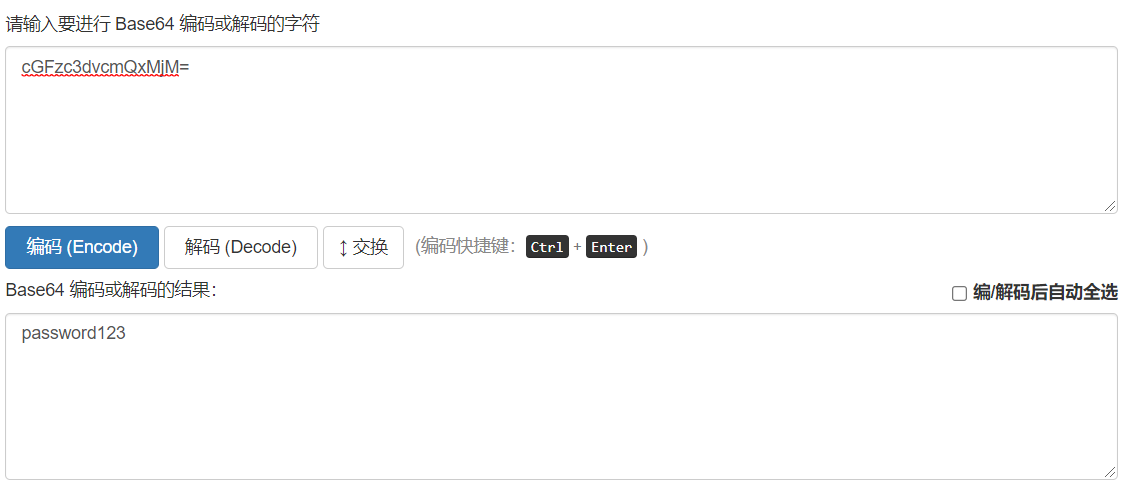 请输入要进行 Base64 编码或解码的字符
cGFzc3dvcmQxMjM=
编码 (Encode) 解码 (Decode) ↕ 交换 (编码快捷键： Ctrl + Enter )
Base64 编码或解码的结果： 编/解码后自动全选
password123